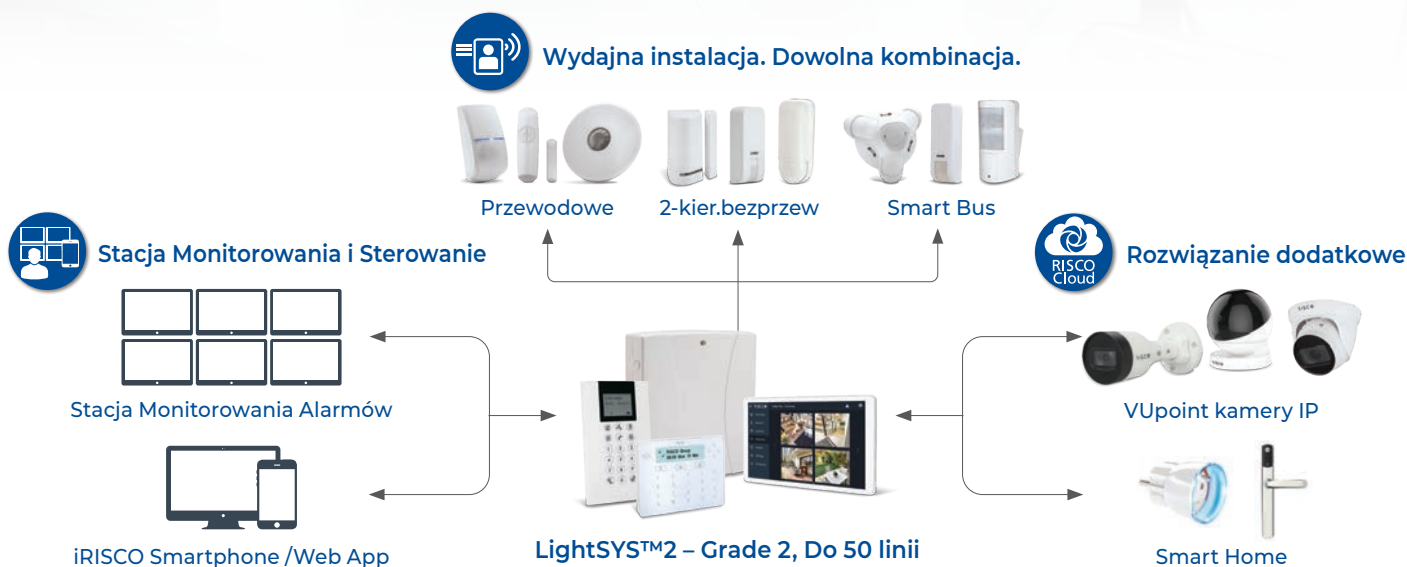 Wydajna instalacja. Dowolna kombinacja.
Przewodowe
2-kier.bezprzew
Smart Bus
Stacja Monitorowania i Sterowanie
RISCO
Cloud
Rozwiązanie dodatkowe
Stacja Monitorowania Alarmów
VUpoint kamery IP
iRISCO Smartphone /Web App
LightSYS™2 – Grade 2, Do 50 linii
Smart Home